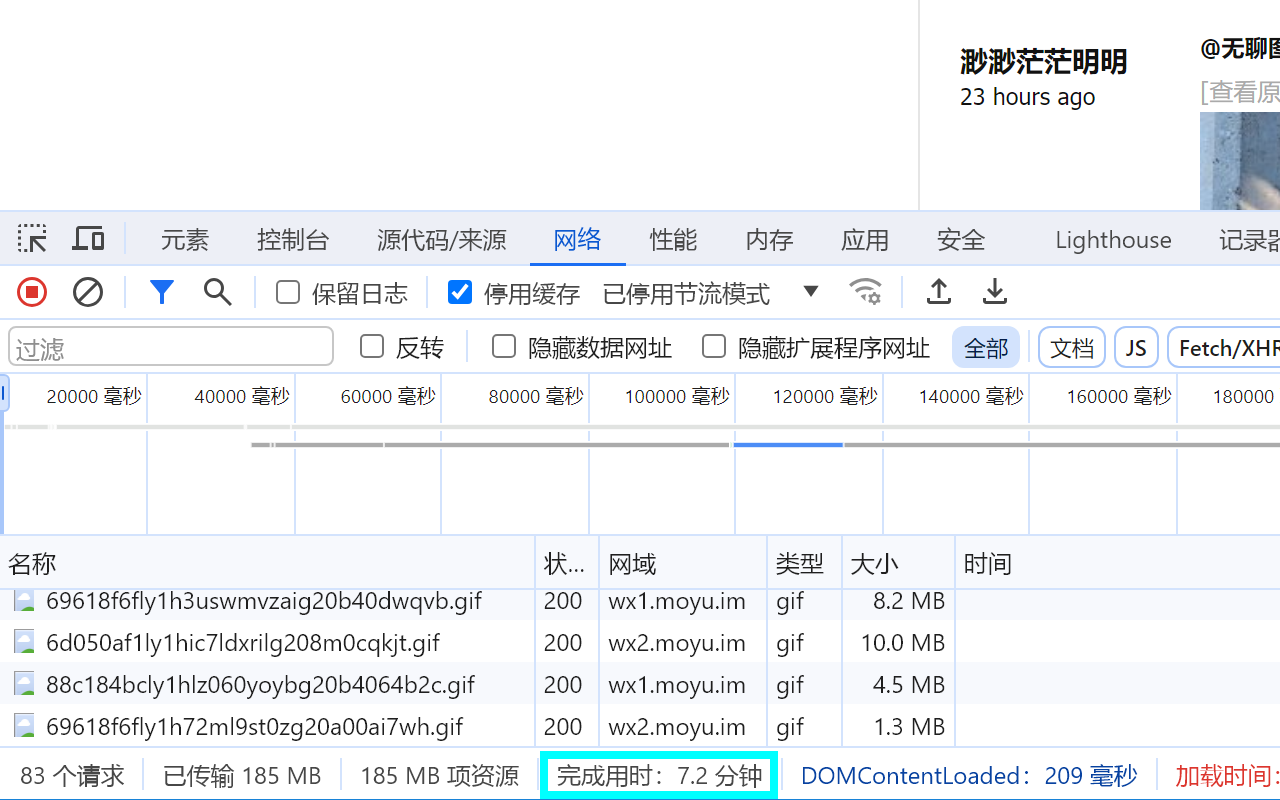 渺渺茫茫明明
23 hours ago
@无聊图
[查看原
元素 控制台 源代码/来源 网络 性能 内存 应用 安全 Lighthouse 记录器
保留日志 停用缓存 已停用节流模式
过滤 反转 隐藏数据网址 隐藏扩展程序网址 全部 文档 JS Fetch/XHR
20000 毫秒 40000 毫秒 60000 毫秒 80000 毫秒 100000 毫秒 120000 毫秒 140000 毫秒 160000 毫秒 180000
名称 状... 网域 类型 大小 时间
69618f6fly1h3uswmvzaig20b40dwqvb.gif 200 wx1.moyu.im gif 8.2 MB
6d050af1ly1hic7ldxrilg208m0cqkjt.gif 200 wx2.moyu.im gif 10.0 MB
88c184bcly1hlz060yoybg20b4064b2c.gif 200 wx1.moyu.im gif 4.5 MB
69618f6fly1h72ml9st0zg20a00ai7wh.gif 200 wx2.moyu.im gif 1.3 MB
83 个请求 已传输 185 MB 185 MB 项资源 完成用时：7.2 分钟 DOMContentLoaded：209 毫秒 加载时间：